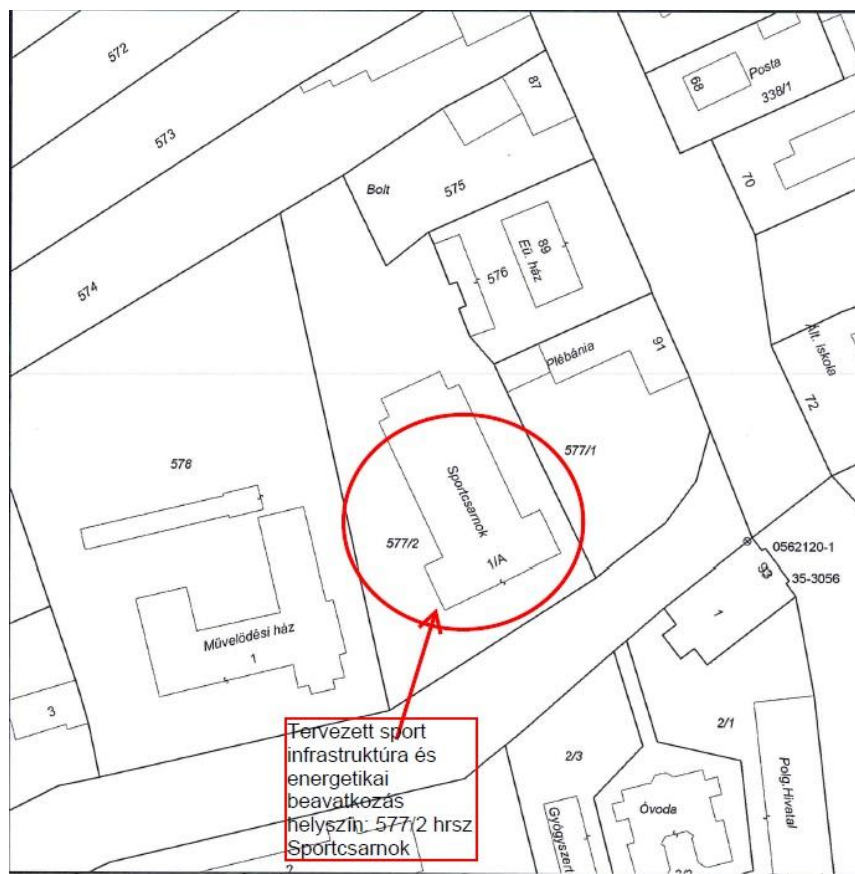 572
87
68
Posta
338/1
573
Bolt
575
70
574
576
89
Eü. ház
Plébánia
91
Ált. iskola
72
578
577/1
Sportcsarnok
577/2
1/A
0562120-1
93
35-3056
1
Művelődési ház
1
3
2/1
2/3
Polg.Hivatal
Óvoda
Gyógyszert
Tervezett sport
infrastruktúra és
energetikai
beavatkozás
helyszín: 577/2 hrsz
Sportcsarnok
2